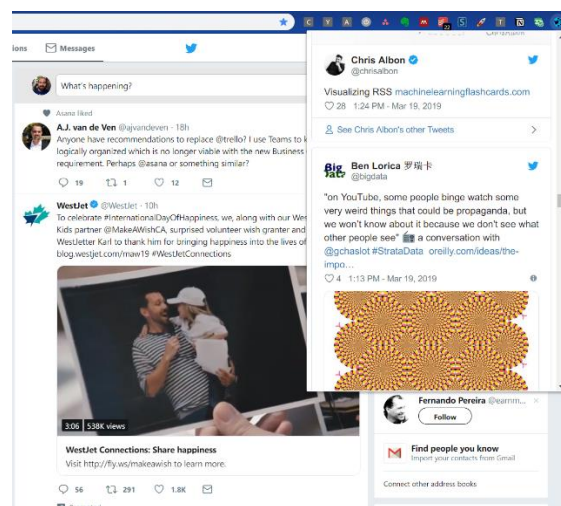 ions
Messages
What's happening?
Asana liked
A.J. van de Ven @ajvandeven · 18h
Anyone have recommendations to replace @trello? I use Teams to k
logically organized which is no longer viable with the new Business
requirement. Perhaps @asana or something similar?
19 1 12
WestJet @WestJet · 10h
To celebrate #InternationalDayOfHappiness, we, along with our Wes
Kids partner @MakeAWishCA, surprised volunteer wish granter and
WestJetter Karl to thank him for bringing happiness into the lives of
blog.westjet.com/maw19 #WestJetConnections
3:06 538K views
WestJet Connections: Share happiness
Visit http://fly.ws/makeawish to learn more.
56 291 1.8K
C Y A
22
S
T
Chris Albon
@chrisalbon
Visualizing RSS machinelearningflashcards.com
28 1:24 PM - Mar 19, 2019
See Chris Albon's other Tweets
Big
Data
Ben Lorica 罗瑞卡
@bigdata
"on YouTube, some people binge watch some
very weird things that could be propaganda, but
we won't know about it because we don't see what
other people see" a conversation with
@gchaslot #StrataData oreilly.com/ideas/the-
impo…
4 1:13 PM - Mar 19, 2019
Fernando Pereira @earnm...
Follow
Find people you know
Import your contacts from Gmail
Connect other address books